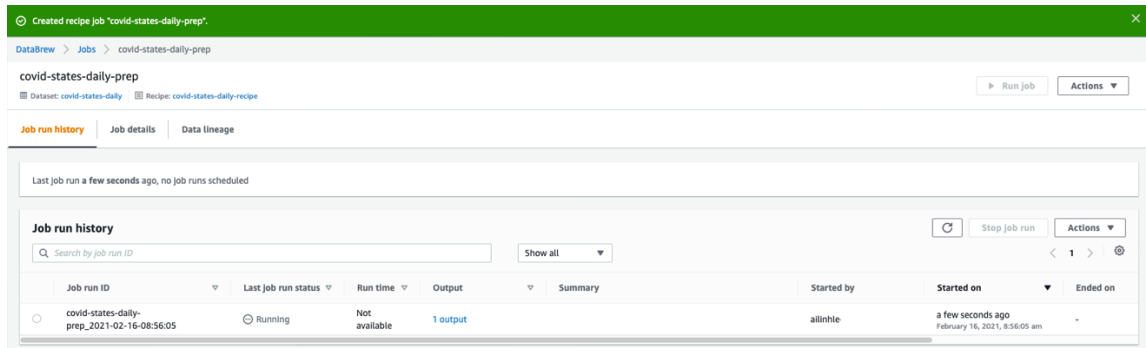 Created recipe job "covid-states-daily-prep".
DataBrew > Jobs > covid-states-daily-prep
covid-states-daily-prep
Run job Actions
Dataset: covid-states-daily Recipe: covid-states-daily-recipe
Job run history Job details Data lineage
Last job run a few seconds ago, no job runs scheduled
Job run history Stop job run Actions
Search by job run ID Show all < 1 >
Job run ID Last job run status Run time Output Summary Started by Started on Ended on
covid-states-daily-
prep_2021-02-16-08:56:05 Running Not
available 1 output ailinhle a few seconds ago
February 16, 2021, 8:56:05 am -